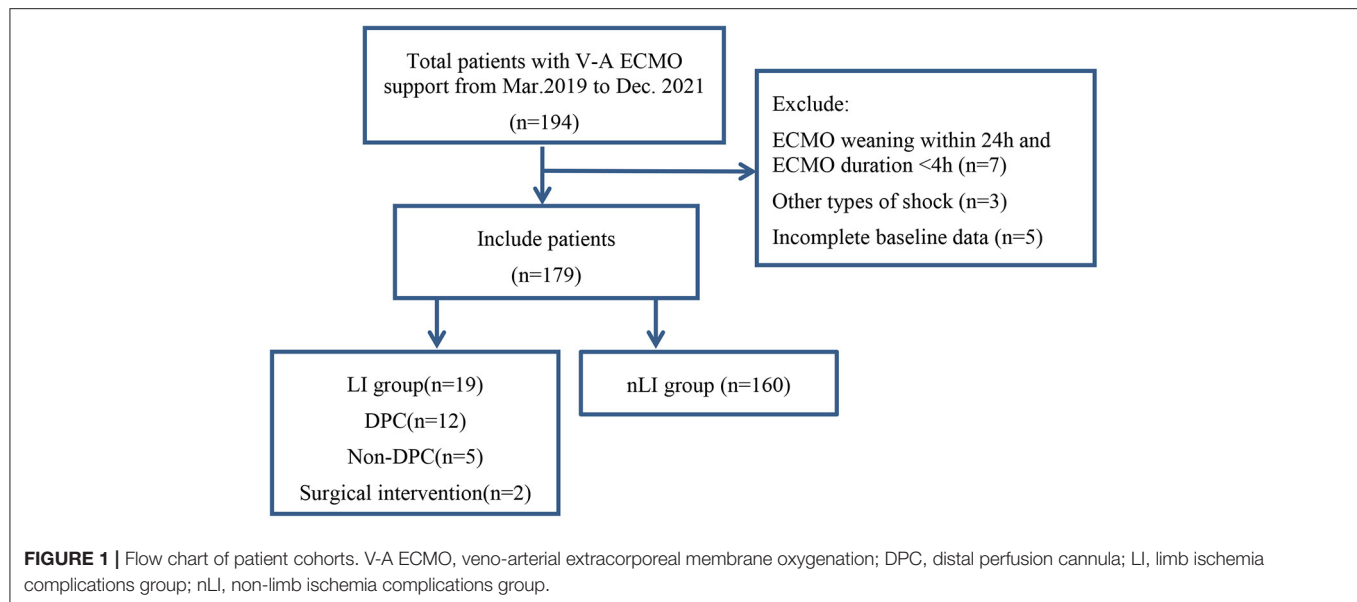 Total patients with V-A ECMO
support from Mar.2019 to Dec. 2021
(n=194)
Exclude:
ECMO weaning within 24h and
ECMO duration <4h (n=7)
Other types of shock (n=3)
Incomplete baseline data (n=5)
Include patients
(n=179)
LI group(n=19)
DPC(n=12)
Non-DPC(n=5)
Surgical intervention(n=2)
nLI group (n=160)
FIGURE 1 | Flow chart of patient cohorts. V-A ECMO, veno-arterial extracorporeal membrane oxygenation; DPC, distal perfusion cannula; LI, limb ischemia
complications group; nLI, non-limb ischemia complications group.